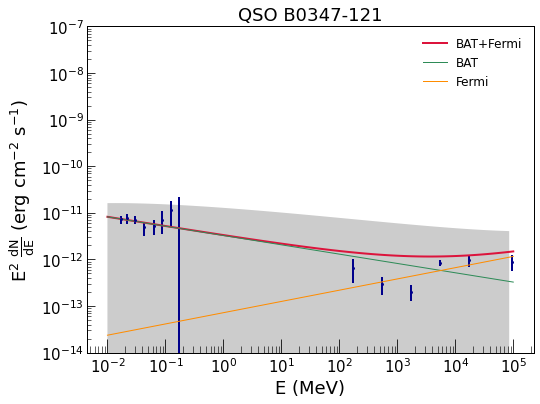 QSO B0347-121
BAT+Fermi
BAT
Fermi
10⁻⁷
10⁻⁸
10⁻⁹
10⁻¹⁰
10⁻¹¹
10⁻¹²
10⁻¹³
10⁻¹⁴
E² dN/dE (erg cm⁻² s⁻¹)
10⁻² 10⁻¹ 10⁰ 10¹ 10² 10³ 10⁴ 10⁵
E (MeV)